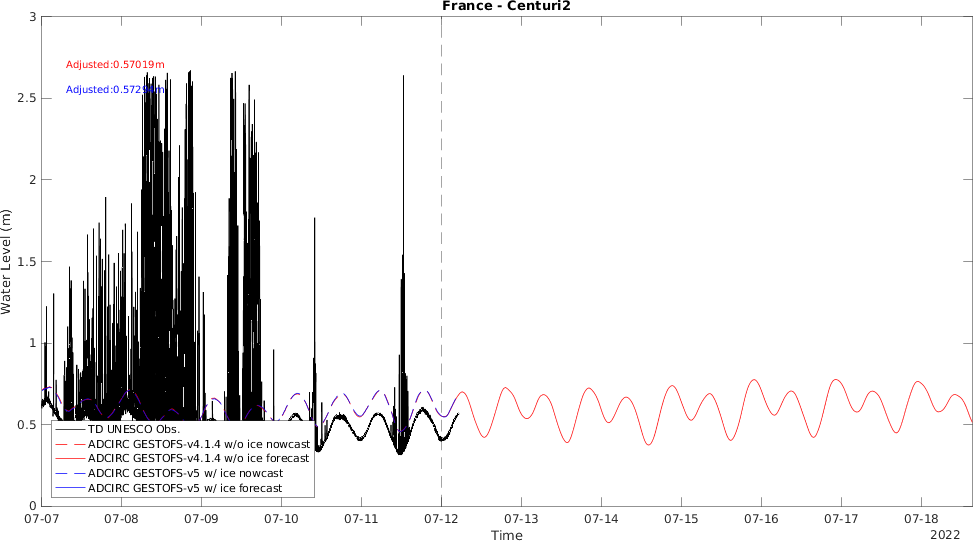 France - Centuri2
Adjusted:0.57019m
Adjusted:0.572 m
3
2.5
2
1.5
1
0.5
0
Water Level (m)
TD UNESCO Obs.
ADCIRC GESTOFS-v4.1.4 w/o ice nowcast
ADCIRC GESTOFS-v4.1.4 w/o ice forecast
ADCIRC GESTOFS-v5 w/ ice nowcast
ADCIRC GESTOFS-v5 w/ ice forecast
07-07 07-08 07-09 07-10 07-11 07-12 07-13 07-14 07-15 07-16 07-17 07-18
Time
2022